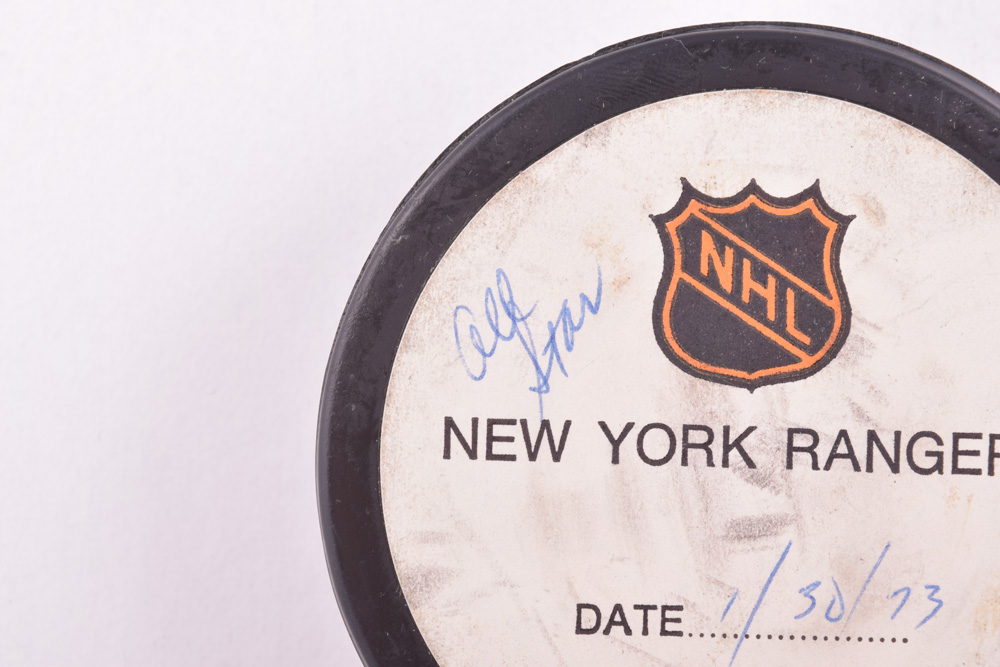 NHL
All
Star
NEW YORK RANGER
DATE 1/30/73